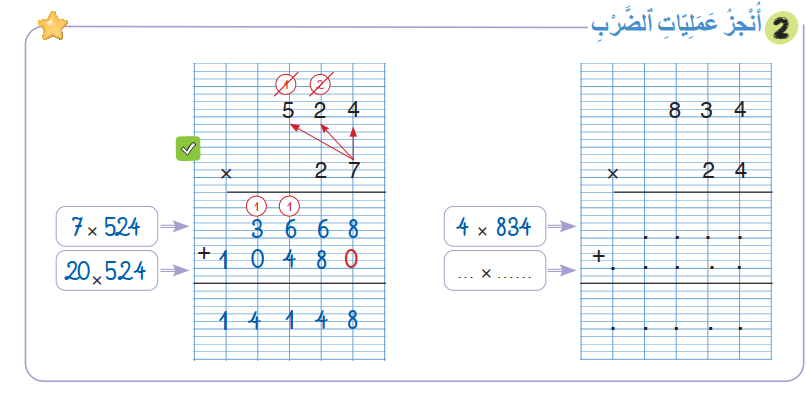 2 أُنْجِزُ عَمَلِيّاتِ ٱلضَّرْبِ
1 2
5 2 4
× 2 7
1 1
7 × 524 3 6 6 8
20 × 524 + 1 0 4 8 0
1 4 1 4 8
8 3 4
× 2 4
4 × 834 . . . .
... × ...... + . . . . .
. . . . .